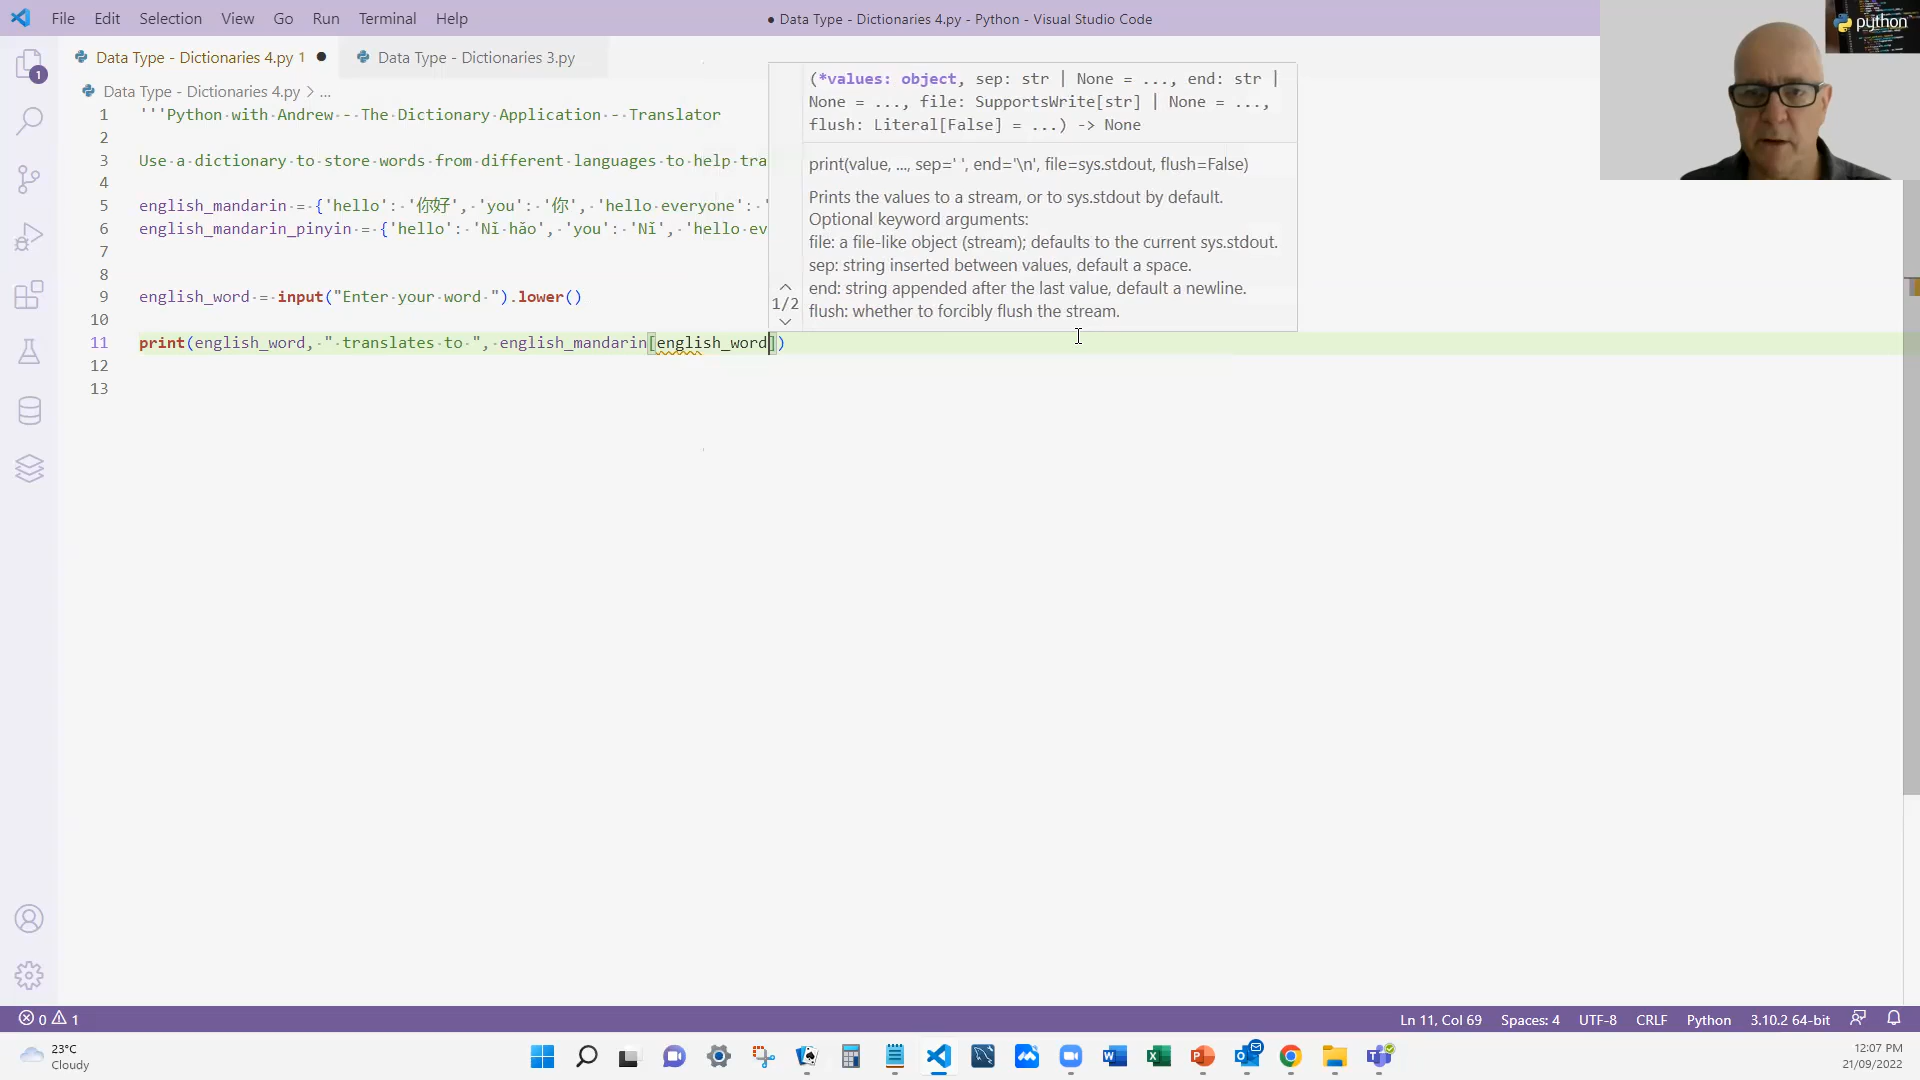 File Edit Selection View Go Run Terminal Help
● Data Type - Dictionaries 4.py - Python - Visual Studio Code
python
Data Type - Dictionaries 4.py 1 ●
Data Type - Dictionaries 3.py
1
Data Type - Dictionaries 4.py > ...
1 '''Python with Andrew -- The Dictionary Application -- Translator
2
3 Use a dictionary to store words from different languages to help tra
4
5 english_mandarin = {'hello': '你好', 'you': '你', 'hello everyone': '
6 english_mandarin_pinyin = {'hello': 'Nǐ hǎo', 'you': 'Nǐ', 'hello ev
7
8
9 english_word = input("Enter your word ").lower()
10
11 print(english_word, " translates to ", english_mandarin[english_word])
12
13
(*values: object, sep: str | None = ..., end: str |
None = ..., file: SupportsWrite[str] | None = ...,
flush: Literal[False] = ...) -> None
print(value, ..., sep=' ', end='\n', file=sys.stdout, flush=False)
Prints the values to a stream, or to sys.stdout by default.
Optional keyword arguments:
file: a file-like object (stream); defaults to the current sys.stdout.
sep: string inserted between values, default a space.
end: string appended after the last value, default a newline.
flush: whether to forcibly flush the stream.
1/2
0 1
Ln 11, Col 69 Spaces: 4 UTF-8 CRLF Python 3.10.2 64-bit
23°C
Cloudy
12:07 PM
21/09/2022